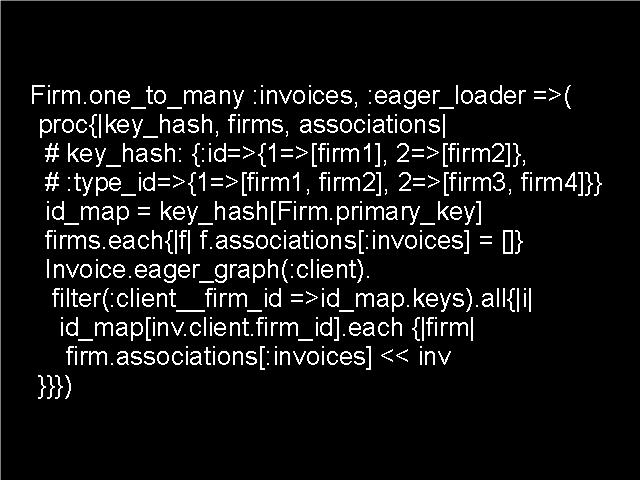 Firm.one_to_many :invoices, :eager_loader =>(
proc{|key_hash, firms, associations|
# key_hash: {:id=>{1=>[firm1], 2=>[firm2]},
# :type_id=>{1=>[firm1, firm2], 2=>[firm3, firm4]}}
id_map = key_hash[Firm.primary_key]
firms.each{|f| f.associations[:invoices] = []}
Invoice.eager_graph(:client).
filter(:client__firm_id =>id_map.keys).all{|i|
id_map[inv.client.firm_id].each {|firm|
firm.associations[:invoices] << inv
}}})